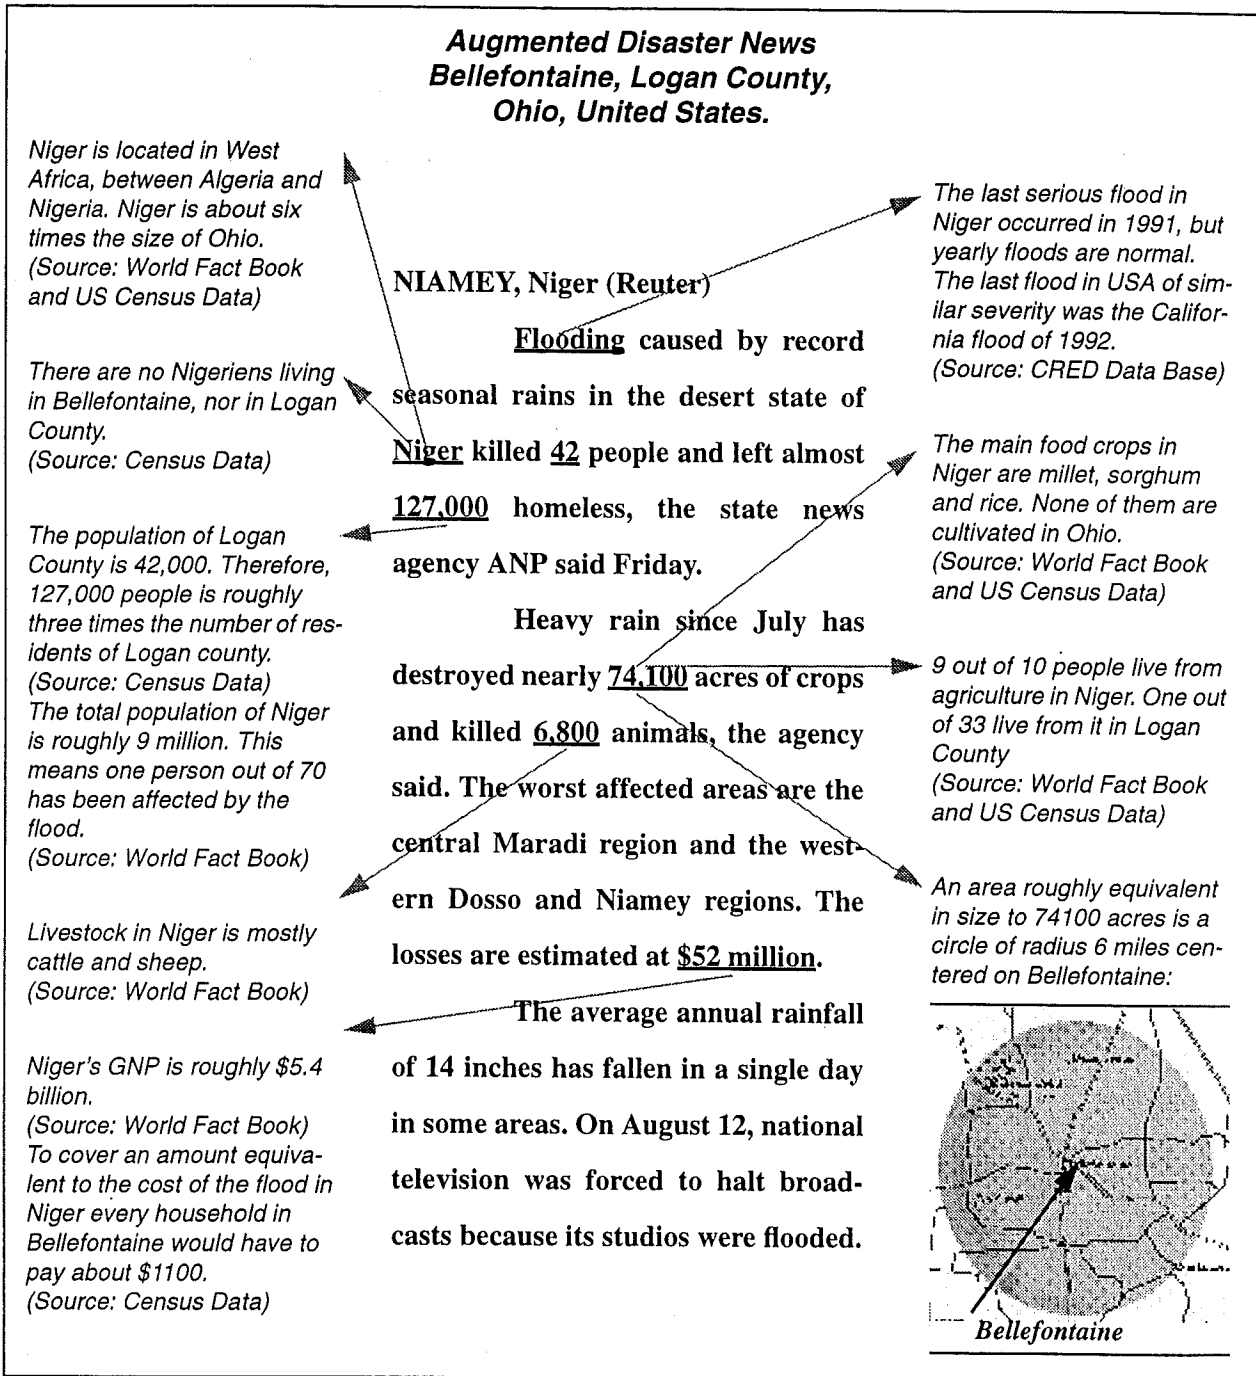 Augmented Disaster News
Bellefontaine, Logan County,
Ohio, United States.
Niger is located in West
Africa, between Algeria and
Nigeria. Niger is about six
times the size of Ohio.
(Source: World Fact Book
and US Census Data)
There are no Nigeriens living
in Bellefontaine, nor in Logan
County.
(Source: Census Data)
The population of Logan
County is 42,000. Therefore,
127,000 people is roughly
three times the number of res-
idents of Logan county.
(Source: Census Data)
The total population of Niger
is roughly 9 million. This
means one person out of 70
has been affected by the
flood.
(Source: World Fact Book)
Livestock in Niger is mostly
cattle and sheep.
(Source: World Fact Book)
Niger's GNP is roughly $5.4
billion.
(Source: World Fact Book)
To cover an amount equiva-
lent to the cost of the flood in
Niger every household in
Bellefontaine would have to
pay about $1100.
(Source: Census Data)
NIAMEY, Niger (Reuter)
Flooding caused by record
seasonal rains in the desert state of
Niger killed 42 people and left almost
127,000 homeless, the state news
agency ANP said Friday.
Heavy rain since July has
destroyed nearly 74,100 acres of crops
and killed 6,800 animals, the agency
said. The worst affected areas are the
central Maradi region and the west-
ern Dosso and Niamey regions. The
losses are estimated at $52 million.
The average annual rainfall
of 14 inches has fallen in a single day
in some areas. On August 12, national
television was forced to halt broad-
casts because its studios were flooded.
The last serious flood in
Niger occurred in 1991, but
yearly floods are normal.
The last flood in USA of sim-
ilar severity was the Califor-
nia flood of 1992.
(Source: CRED Data Base)
The main food crops in
Niger are millet, sorghum
and rice. None of them are
cultivated in Ohio.
(Source: World Fact Book
and US Census Data)
9 out of 10 people live from
agriculture in Niger. One out
of 33 live from it in Logan
County
(Source: World Fact Book
and US Census Data)
An area roughly equivalent
in size to 74100 acres is a
circle of radius 6 miles cen-
tered on Bellefontaine:
Bellefontaine